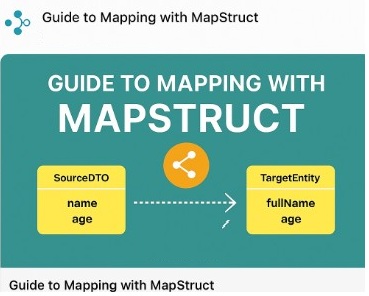 Guide to Mapping with MapStruct
GUIDE TO MAPPING WITH
MAPSTRUCT
SourceDTO
name
age
TargetEntity
fullName
age
Guide to Mapping with MapStruct